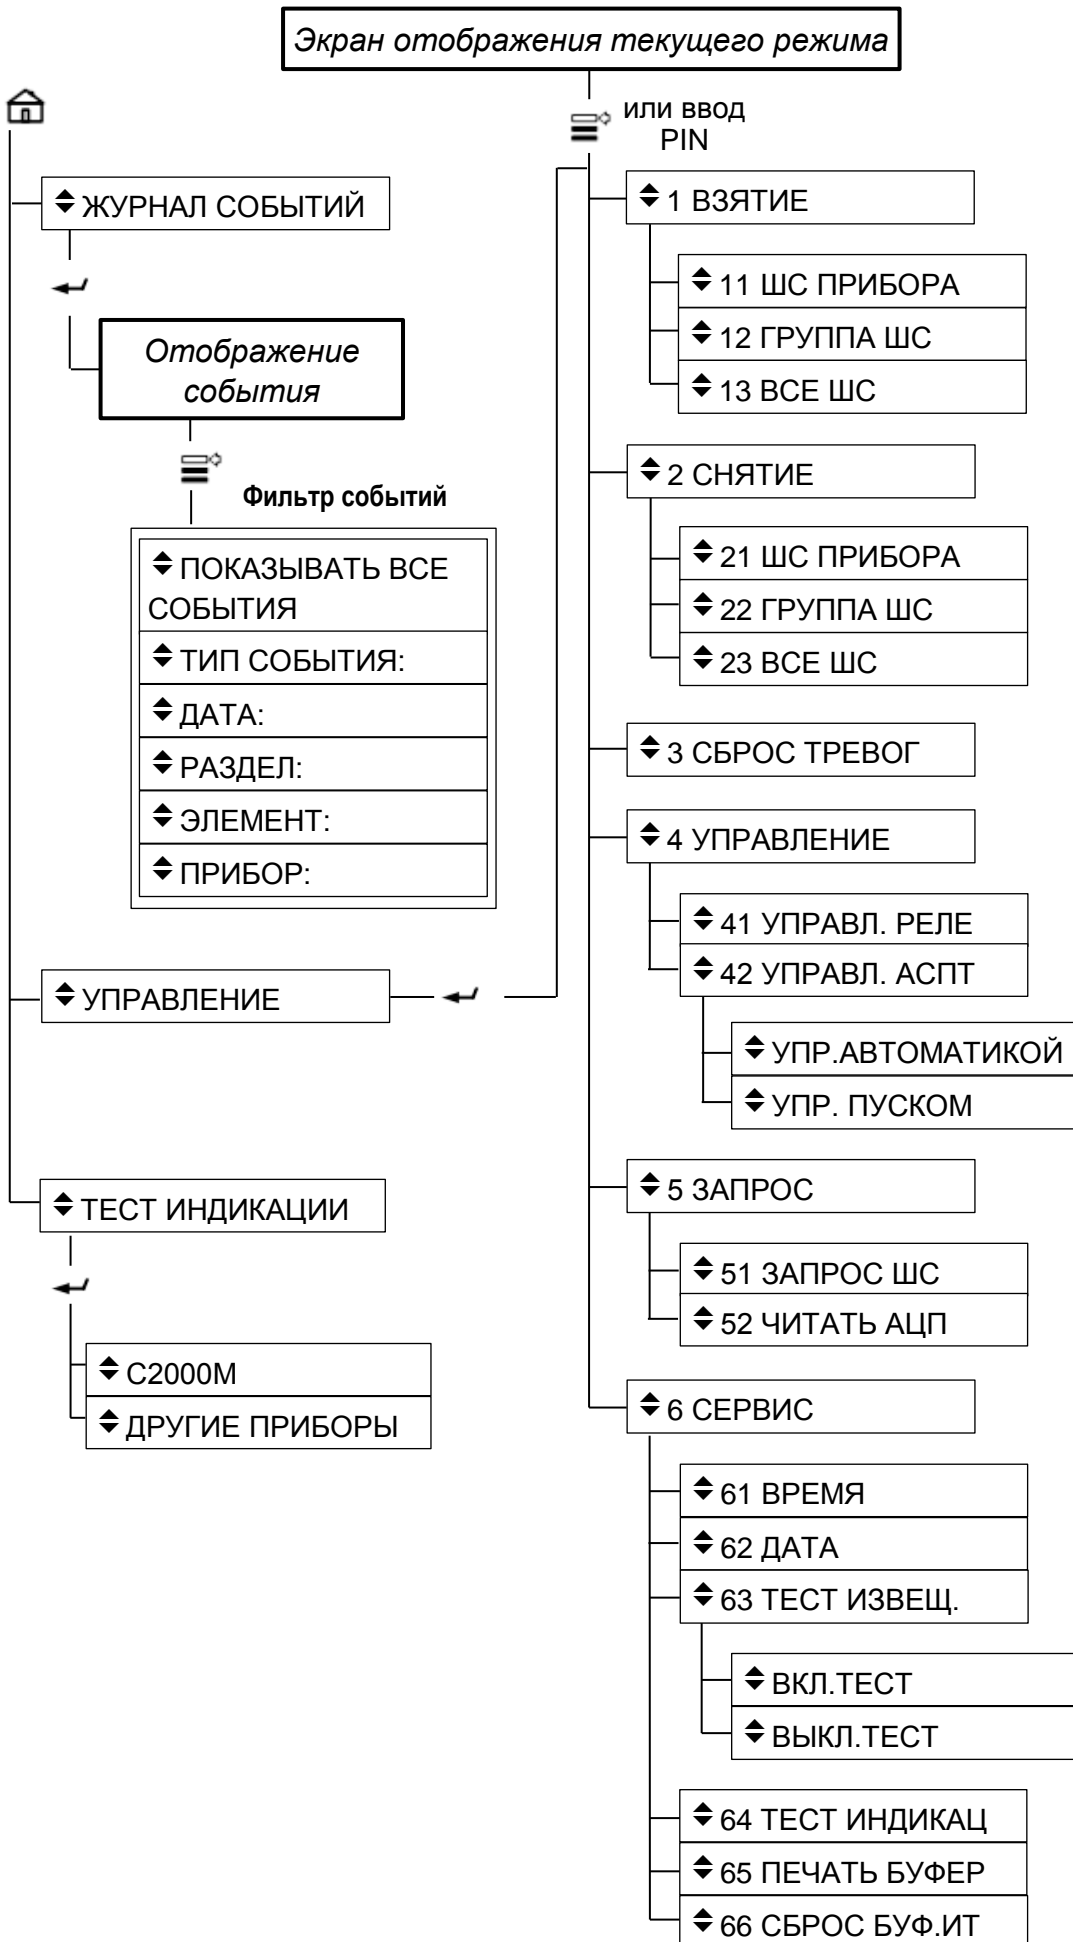 Экран отображения текущего режима
или ввод
PIN
ЖУРНАЛ СОБЫТИЙ
Отображение
события
Фильтр событий
ПОКАЗЫВАТЬ ВСЕ
СОБЫТИЯ
ТИП СОБЫТИЯ:
ДАТА:
РАЗДЕЛ:
ЭЛЕМЕНТ:
ПРИБОР:
УПРАВЛЕНИЕ
ТЕСТ ИНДИКАЦИИ
С2000М
ДРУГИЕ ПРИБОРЫ
1 ВЗЯТИЕ
11 ШС ПРИБОРА
12 ГРУППА ШС
13 ВСЕ ШС
2 СНЯТИЕ
21 ШС ПРИБОРА
22 ГРУППА ШС
23 ВСЕ ШС
3 СБРОС ТРЕВОГ
4 УПРАВЛЕНИЕ
41 УПРАВЛ. РЕЛЕ
42 УПРАВЛ. АСПТ
УПР.АВТОМАТИКОЙ
УПР. ПУСКОМ
5 ЗАПРОС
51 ЗАПРОС ШС
52 ЧИТАТЬ АЦП
6 СЕРВИС
61 ВРЕМЯ
62 ДАТА
63 ТЕСТ ИЗВЕЩ.
ВКЛ.ТЕСТ
ВЫКЛ.ТЕСТ
64 ТЕСТ ИНДИКАЦ
65 ПЕЧАТЬ БУФЕР
66 СБРОС БУФ.ИТ